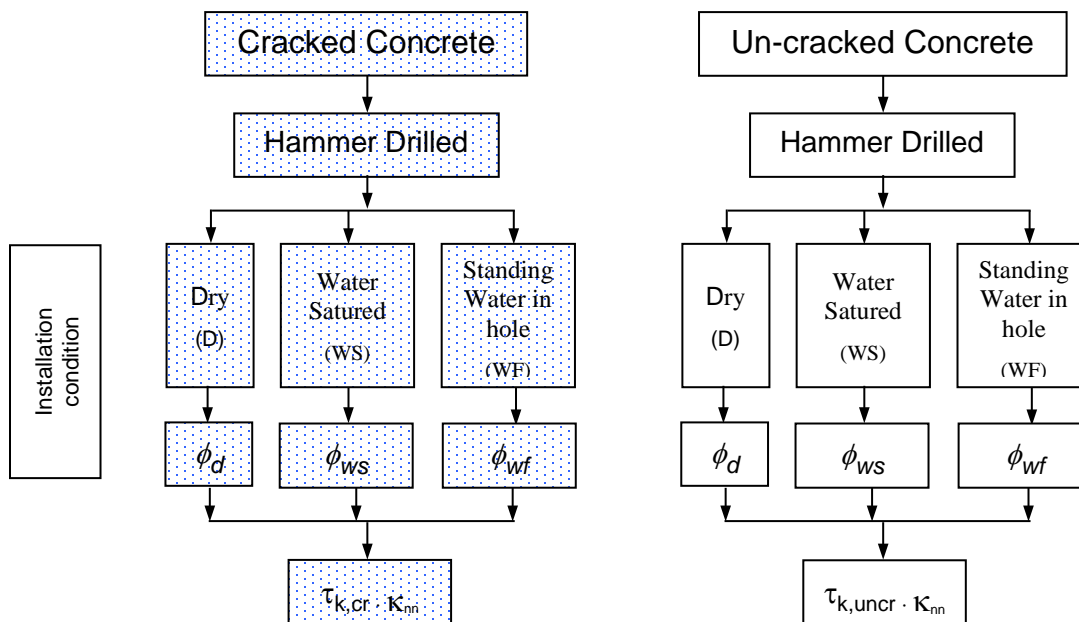 Cracked Concrete
Un-cracked Concrete
Hammer Drilled
Hammer Drilled
Installation
condition
Dry
(D)
Water
Satured
(WS)
Standing
Water in
hole
(WF)
Dry
(D)
Water
Satured
(WS)
Standing
Water in
hole
(WF)
ϕd
ϕws
ϕwf
ϕd
ϕws
ϕwf
τk,cr · κnn
τk,uncr · κnn